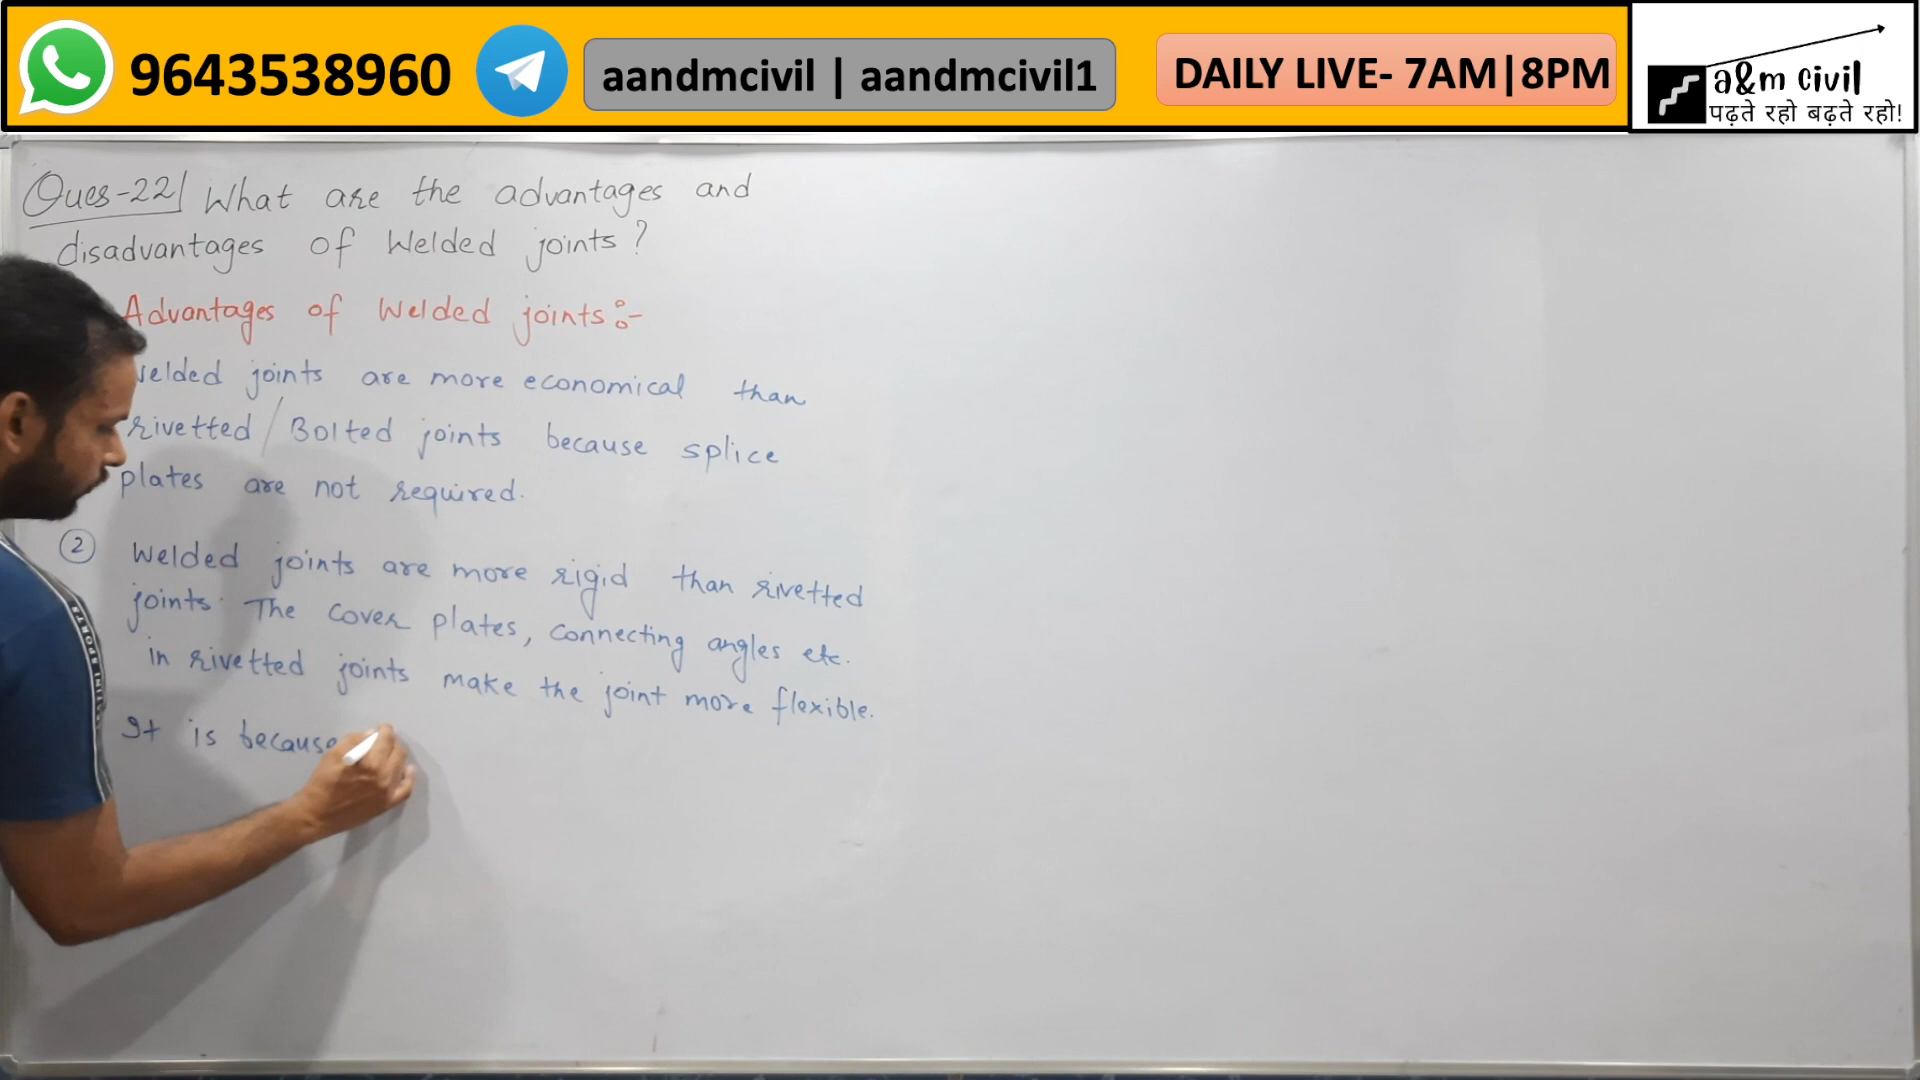 9643538960
aandmcivil | aandmcivil1
DAILY LIVE- 7AM|8PM
a&m civil
पढ़ते रहो बढ़ते रहो!
Ques-22 What are the advantages and
disadvantages of Welded joints?
Advantages of Welded joints:-
joints are more economical than
rivetted / Bolted joints because splice
plates are not required.
② Welded joints are more rigid than rivetted
joints. The cover plates, connecting angles etc.
in rivetted joints make the joint more flexible.
It is because
SPORTS